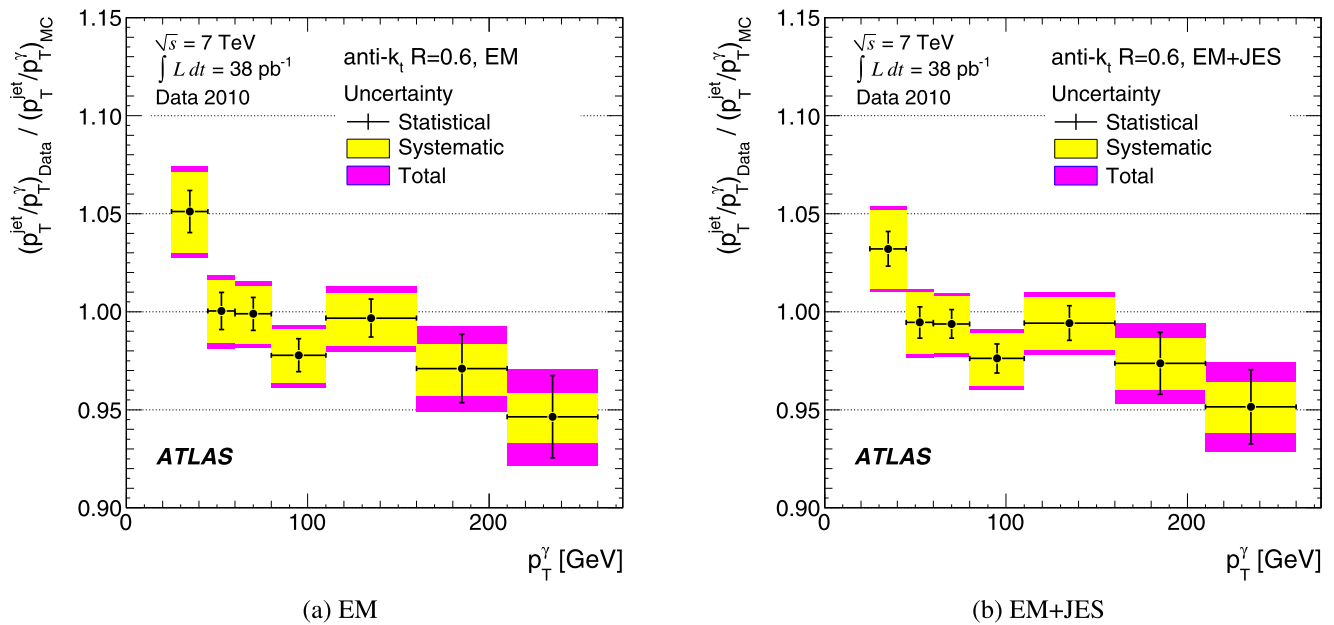 (p_T^jet/p_T^γ)_Data / (p_T^jet/p_T^γ)_MC
1.15
1.10
1.05
1.00
0.95
0.90
√s = 7 TeV
∫ L dt = 38 pb⁻¹
Data 2010
anti-k_t R=0.6, EM
Uncertainty
Statistical
Systematic
Total
ATLAS
0 100 200
p_T^γ [GeV]
(a) EM
(p_T^jet/p_T^γ)_Data / (p_T^jet/p_T^γ)_MC
1.15
1.10
1.05
1.00
0.95
0.90
√s = 7 TeV
∫ L dt = 38 pb⁻¹
Data 2010
anti-k_t R=0.6, EM+JES
Uncertainty
Statistical
Systematic
Total
ATLAS
0 100 200
p_T^γ [GeV]
(b) EM+JES